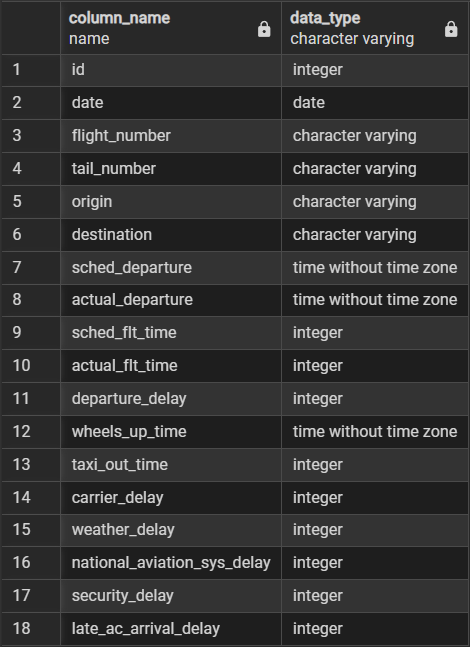 column_name data_type
name character varying
1 id integer
2 date date
3 flight_number character varying
4 tail_number character varying
5 origin character varying
6 destination character varying
7 sched_departure time without time zone
8 actual_departure time without time zone
9 sched_flt_time integer
10 actual_flt_time integer
11 departure_delay integer
12 wheels_up_time time without time zone
13 taxi_out_time integer
14 carrier_delay integer
15 weather_delay integer
16 national_aviation_sys_delay integer
17 security_delay integer
18 late_ac_arrival_delay integer